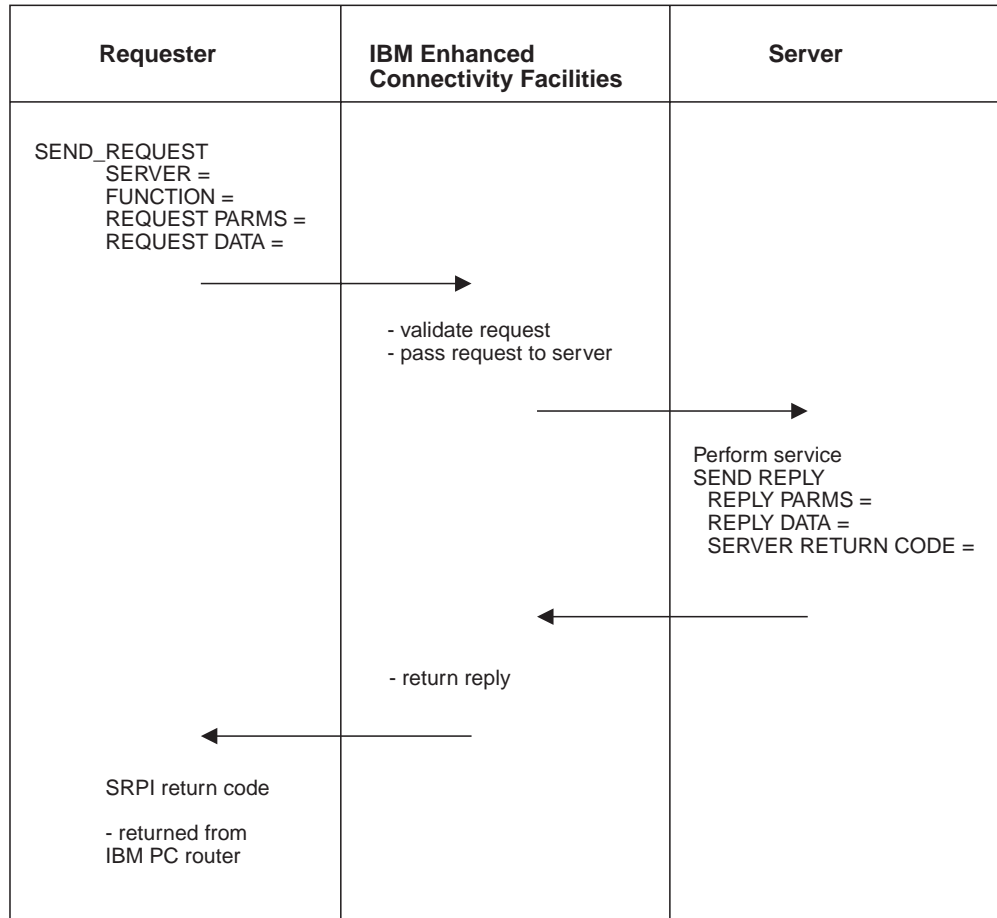 Requester
IBM Enhanced
Connectivity Facilities
Server
SEND_REQUEST
SERVER =
FUNCTION =
REQUEST PARMS =
REQUEST DATA =
- validate request
- pass request to server
Perform service
SEND REPLY
REPLY PARMS =
REPLY DATA =
SERVER RETURN CODE =
- return reply
SRPI return code
- returned from
IBM PC router